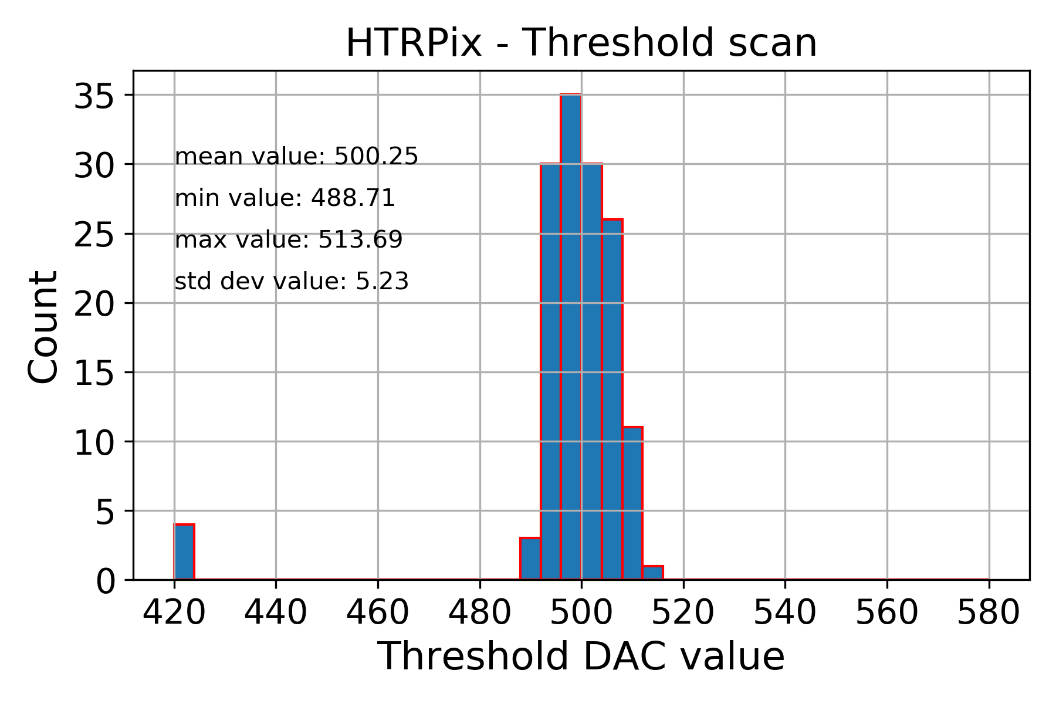 HTRPix - Threshold scan
35
30
25
20
15
10
5
0
mean value: 500.25
min value: 488.71
max value: 513.69
std dev value: 5.23
Count
420 440 460 480 500 520 540 560 580
Threshold DAC value